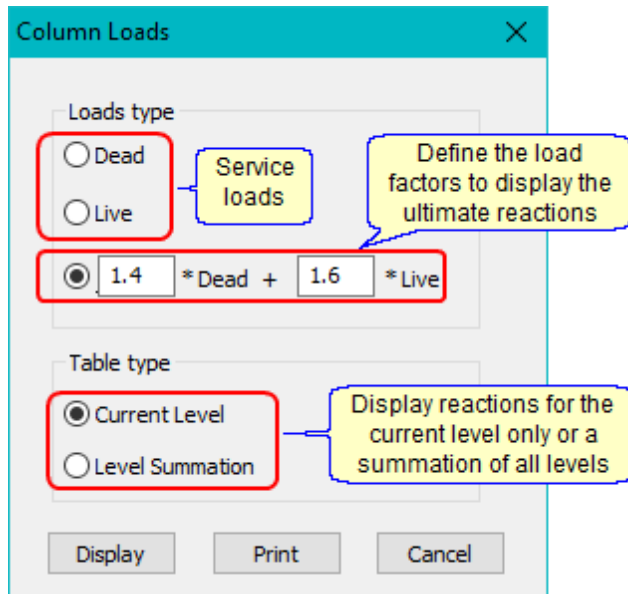 Column Loads
Loads type
Dead
Live
Service
loads
Define the load
factors to display the
ultimate reactions
1.4 * Dead + 1.6 * Live
Table type
Current Level
Level Summation
Display reactions for the
current level only or a
summation of all levels
Display Print Cancel